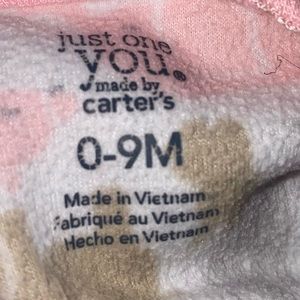 just one
you.
made by
carter's
0-9M
Made in Vietnam
Fabriqué au Vietnam
Hecho en Vietnam